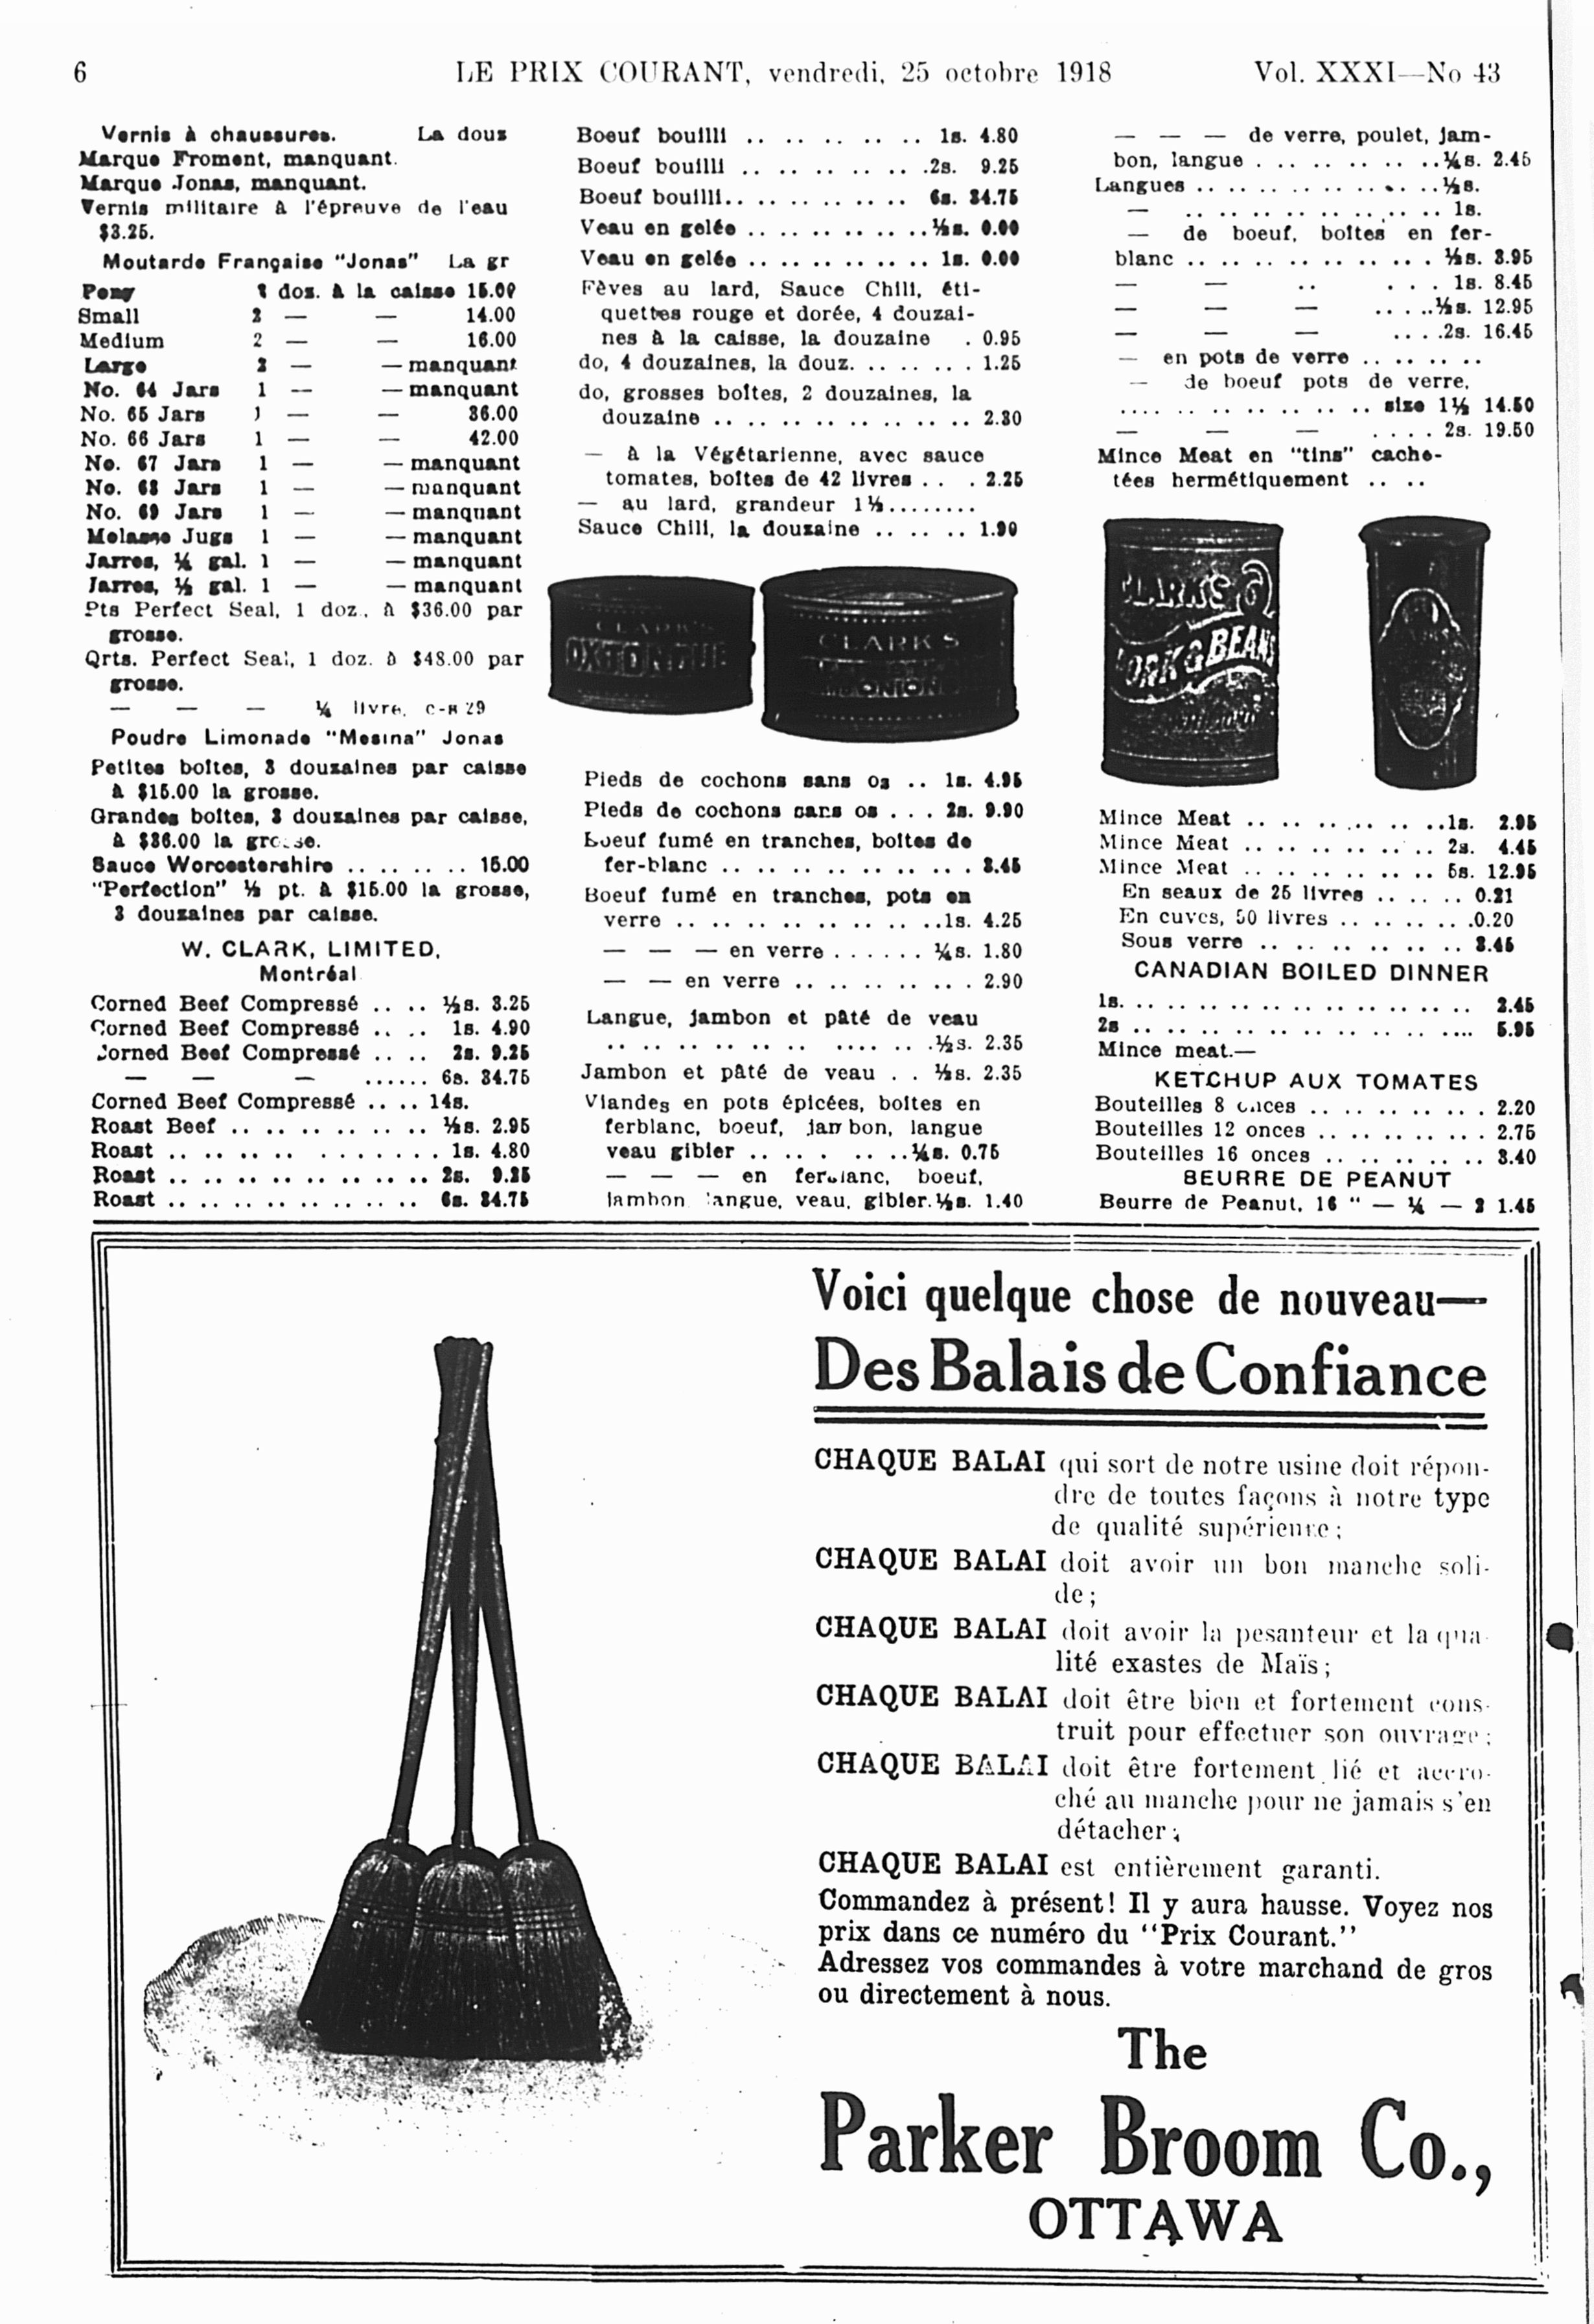 6
LE PRIX COURANT, vendredi, 25 octobre 1918
Vol. XXXI—No 43
Vernis à chaussures. La douz
Marque Froment, manquant.
Marque Jonas, manquant.
Vernis militaire à l'épreuve de l'eau
$3.25.
Moutarde Française "Jonas" La gr
Pony 2 doz. à la caisse 15.00
Small 2 — — 14.00
Medium 2 — — 16.00
Large 2 — — manquant
No. 64 Jars 1 — — manquant
No. 65 Jars 1 — — 36.00
No. 66 Jars 1 — — 42.00
No. 67 Jars 1 — — manquant
No. 68 Jars 1 — — manquant
No. 69 Jars 1 — — manquant
Molasse Jugs 1 — — manquant
Jarres, ¼ gal. 1 — — manquant
Jarres, ½ gal. 1 — — manquant
Pts Perfect Seal, 1 doz., à $36.00 par
grosse.
Qrts. Perfect Seal, 1 doz. à $48.00 par
grosse.
— — — ¼ livre,
Poudre Limonade "Mesina" Jonas
Petites boîtes, 3 douzaines par caisse
à $15.00 la grosse.
Grandes boîtes, 3 douzaines par caisse,
à $36.00 la grosse.
Sauce Worcestershire .. .. .. .. 15.00
"Perfection" ½ pt. à $15.00 la grosse,
3 douzaines par caisse.
W. CLARK, LIMITED,
Montréal
Corned Beef Compressé .. .. ½s. 3.25
Corned Beef Compressé .. .. 1s. 4.90
Corned Beef Compressé .. .. 2s. 9.25
— — — ...... 6s. 34.75
Corned Beef Compressé .. .. 14s.
Roast Beef .. .. .. .. .. ½s. 2.95
Roast .. .. .. .. ....... 1s. 4.80
Roast .. .. .. .. .. .. .. 2s. 9.25
Roast .. .. .. .. .. .. .. 6s. 34.75
Boeuf bouilli .. .. .. .. .. .. 1s. 4.80
Boeuf bouilli .. .. .. .. .. .2s. 9.25
Boeuf bouilli.. .. .. .. .. .. 6s. 34.75
Veau en gelée .. .. .. .. .. ..½s. 0.00
Veau en gelée .. .. .. .. .. .. 1s. 0.00
Fèves au lard, Sauce Chili, éti-
quettes rouge et dorée, 4 douzai-
nes à la caisse, la douzaine . 0.95
do, 4 douzaines, la douz. .. .. .. . 1.25
do, grosses boîtes, 2 douzaines, la
douzaine .. .. .. .. .. .. .. .. 2.30
— à la Végétarienne, avec sauce
tomates, boîtes de 42 livres .. . 2.25
— au lard, grandeur 1½........
Sauce Chili, la douzaine .. .. .. 1.90
CLARK'S
OXTONGUE
CLARK'S
Pieds de cochons sans os .. 1s. 4.95
Pieds de cochons sans os . . . 2s. 9.90
Boeuf fumé en tranches, boîtes de
fer-blanc .. .. .. .. .. .. .. . 3.45
Boeuf fumé en tranches, pots en
verre .. .. .. .. .. .. .. ..1s. 4.25
— — — en verre . . . . . . ¼s. 1.80
— — en verre .. .. .. .. .. . 2.90
Langue, jambon et pâté de veau
.. .. .. .. .. .. .... .. .½s. 2.35
Jambon et pâté de veau . . ½s. 2.35
Viandes en pots épicées, boîtes en
ferblanc, boeuf, jambon, langue
veau gibier .. .. . .. ..¼s. 0.75
— — — en ferblanc, boeuf,
jambon langue, veau, gibier.½s. 1.40
— — — de verre, poulet, jam-
bon, langue . .. .. .. .. ..¼s. 2.45
Langues .. .. .. .. .. .. .. ..½s.
— .. .. .. .. .. .. .. .. .. 1s.
— de boeuf, boîtes en fer-
blanc .. .. .. .. .. .. .. . ½s. 3.95
— — .. . . . 1s. 8.45
— — — . ...½s. 12.95
— — — . ...2s. 16.45
— en pots de verre .. .. .. ..
— de boeuf pots de verre,
.... .. .. .. .. .. .. .. size 1½ 14.50
— — — .... 2s. 19.50
Mince Meat en "tins" cache-
tées hermétiquement .. ..
CLARK'S
PORK & BEANS
Mince Meat .. .. .. .. .. ..1s. 2.95
Mince Meat .. .. .. .. .. .. 2s. 4.45
Mince Meat .. .. .. .. .. .. 5s. 12.95
En seaux de 25 livres .. .. .. 0.21
En cuves, 50 livres .. .. .. .. .0.20
Sous verre .. .. .. .. .. .. .. 3.45
CANADIAN BOILED DINNER
1s. .. .. .. .. .. .. .. .. .. .. .. 2.45
2s .. .. .. .. .. .. .. .. .. .. .... 5.95
Mince meat.—
KETCHUP AUX TOMATES
Bouteilles 8 onces .. .. .. .. .. . 2.20
Bouteilles 12 onces .. .. .. .. .. . 2.75
Bouteilles 16 onces .. .. .. .. .. 3.40
BEURRE DE PEANUT
Beurre de Peanut, 16 " — ¼ — 2 1.45
Voici quelque chose de nouveau—
Des Balais de Confiance
CHAQUE BALAI qui sort de notre usine doit répon-
dre de toutes façons à notre type
de qualité supérieure;
CHAQUE BALAI doit avoir un bon manche soli-
de;
CHAQUE BALAI doit avoir la pesanteur et la qua-
lité exastes de Maïs;
CHAQUE BALAI doit être bien et fortement cons-
truit pour effectuer son ouvrage;
CHAQUE BALAI doit être fortement lié et accro-
ché au manche pour ne jamais s'en
détacher;
CHAQUE BALAI est entièrement garanti.
Commandez à présent! Il y aura hausse. Voyez nos
prix dans ce numéro du "Prix Courant."
Adressez vos commandes à votre marchand de gros
ou directement à nous.
The
Parker Broom Co.,
OTTAWA